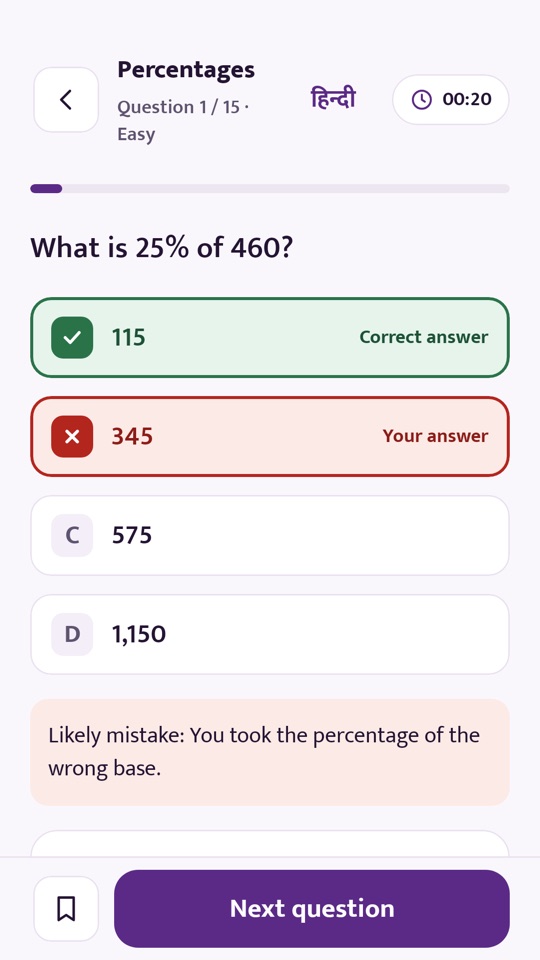 Percentages
Question 1 / 15 ·
Easy
हिन्दी
00:20
What is 25% of 460?
115
Correct answer
345
Your answer
C
575
D
1,150
Likely mistake: You took the percentage of the
wrong base.
Next question